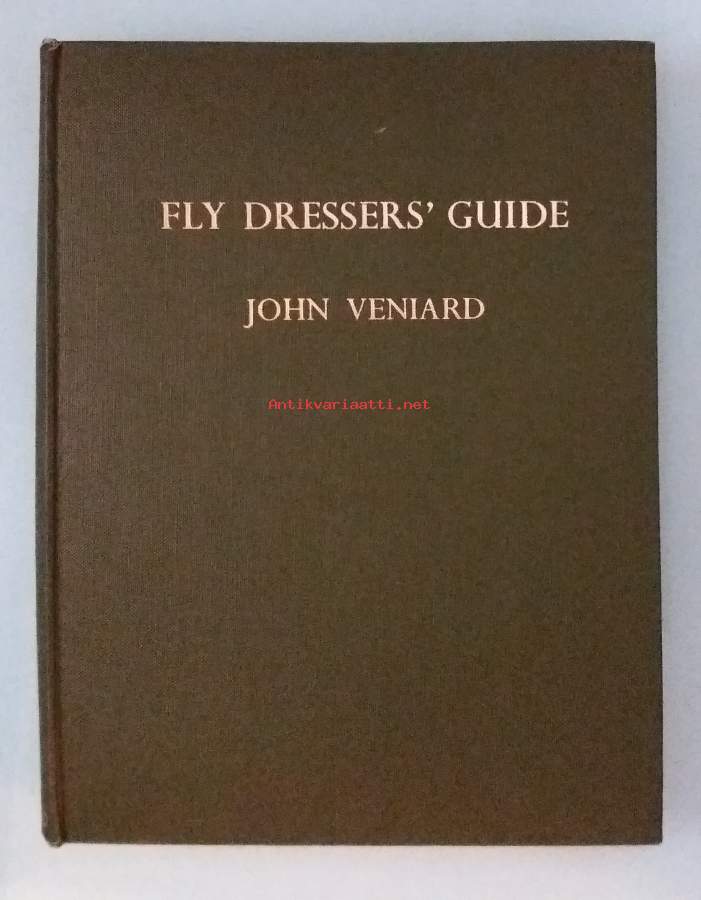 FLY DRESSERS’ GUIDE
JOHN VENIARD
Antikvariaatti.net